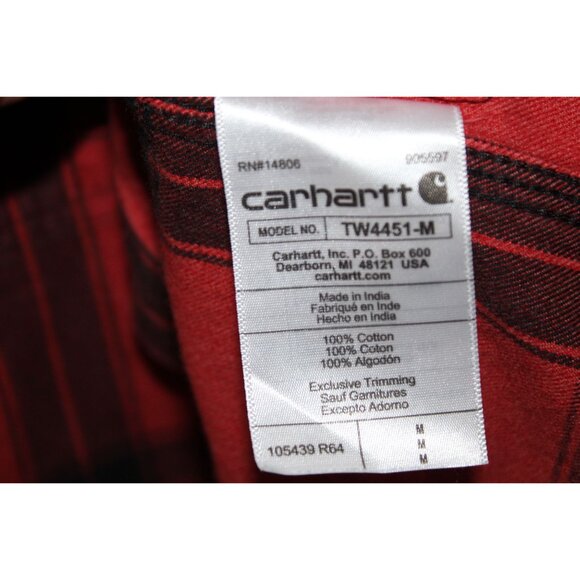 RN#14806 905597
carhartt
MODEL NO. TW4451-M
Carhartt, Inc. P.O. Box 600
Dearborn, MI 48121 USA
carhartt.com
Made in India
Fabriqué en Inde
Hecho en India
100% Cotton
100% Coton
100% Algodón
Exclusive Trimming
Sauf Garnitures
Excepto Adorno
105439 R64
M
M
M